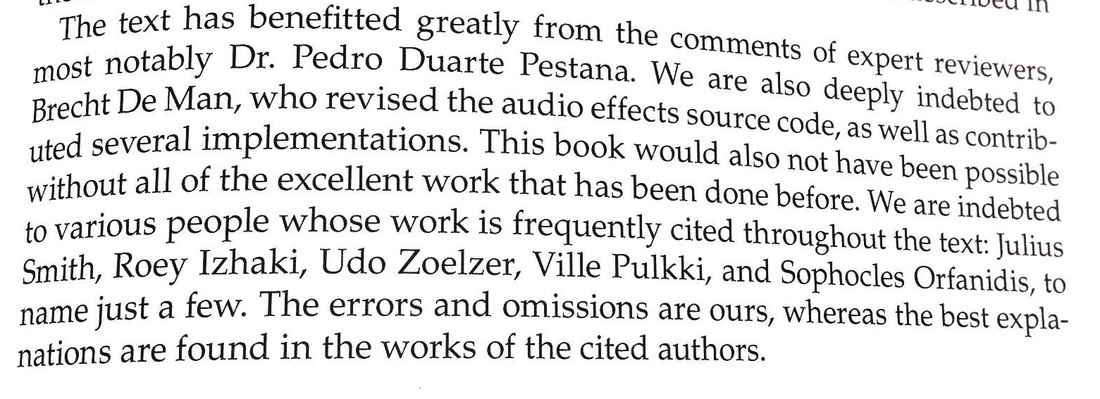 The text has benefitted greatly from the comments of expert reviewers,
most notably Dr. Pedro Duarte Pestana. We are also deeply indebted to
Brecht De Man, who revised the audio effects source code, as well as contrib-
uted several implementations. This book would also not have been possible
without all of the excellent work that has been done before. We are indebted
to various people whose work is frequently cited throughout the text: Julius
Smith, Roey Izhaki, Udo Zoelzer, Ville Pulkki, and Sophocles Orfanidis, to
name just a few. The errors and omissions are ours, whereas the best expla-
nations are found in the works of the cited authors.